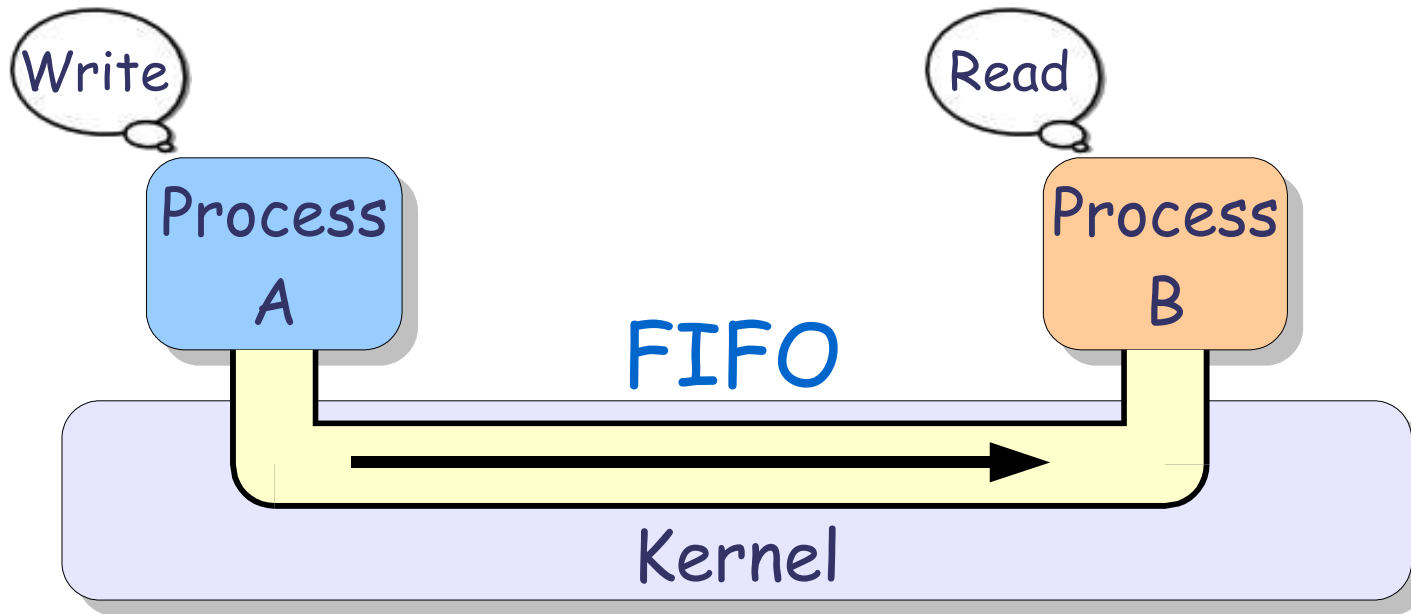 Write
Read
Process
A
Process
B
FIFO
Kernel